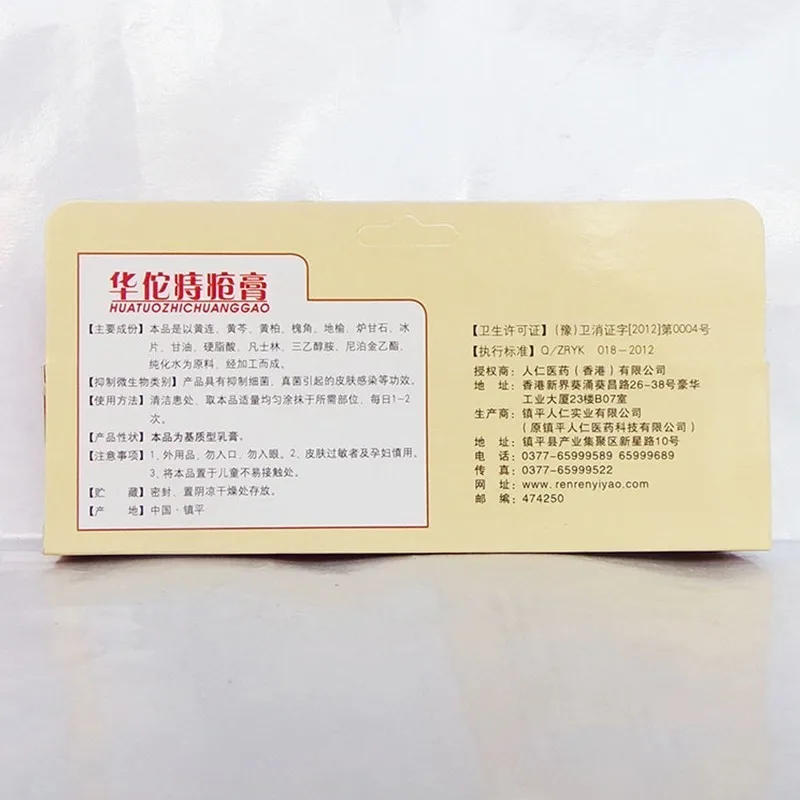 华佗痔疮膏
HUATUOZHICHUANGGAO
【主要成份】本品是以黄连、黄芩、黄柏、槐角、地榆、炉甘石、冰
片、甘油、硬脂酸、凡士林、三乙醇胺、尼泊金乙酯、
纯化水为原料，经加工而成。
【抑制微生物类别】产品具有抑制细菌、真菌引起的皮肤感染等功效。
【使用方法】清洁患处、取本品适量均匀涂抹于所需部位，每日1-2
次。
【产品性状】本品为基质型乳膏。
【注意事项】1、外用品，勿入口、勿入眼。2、皮肤过敏者及孕妇慎用。
3、将本品置于儿童不易接触处。
【贮 藏】密封、置阴凉干燥处存放。
【产 地】中国·镇平
【卫生许可证】(豫)卫消证字[2012]第0004号
【执行标准】Q/ZRYK 018-2012
授权商：人仁医药（香港）有限公司
地 址：香港新界葵涌葵昌路26-38号豪华
工业大厦23楼B07室
生产商：镇平人仁实业有限公司
（原镇平人仁医药科技有限公司）
地 址：镇平县产业集聚区新星路10号
电 话：0377-65999589 65999689
传 真：0377-65999522
网 址：www.renrenyiyao.com
邮 编：474250